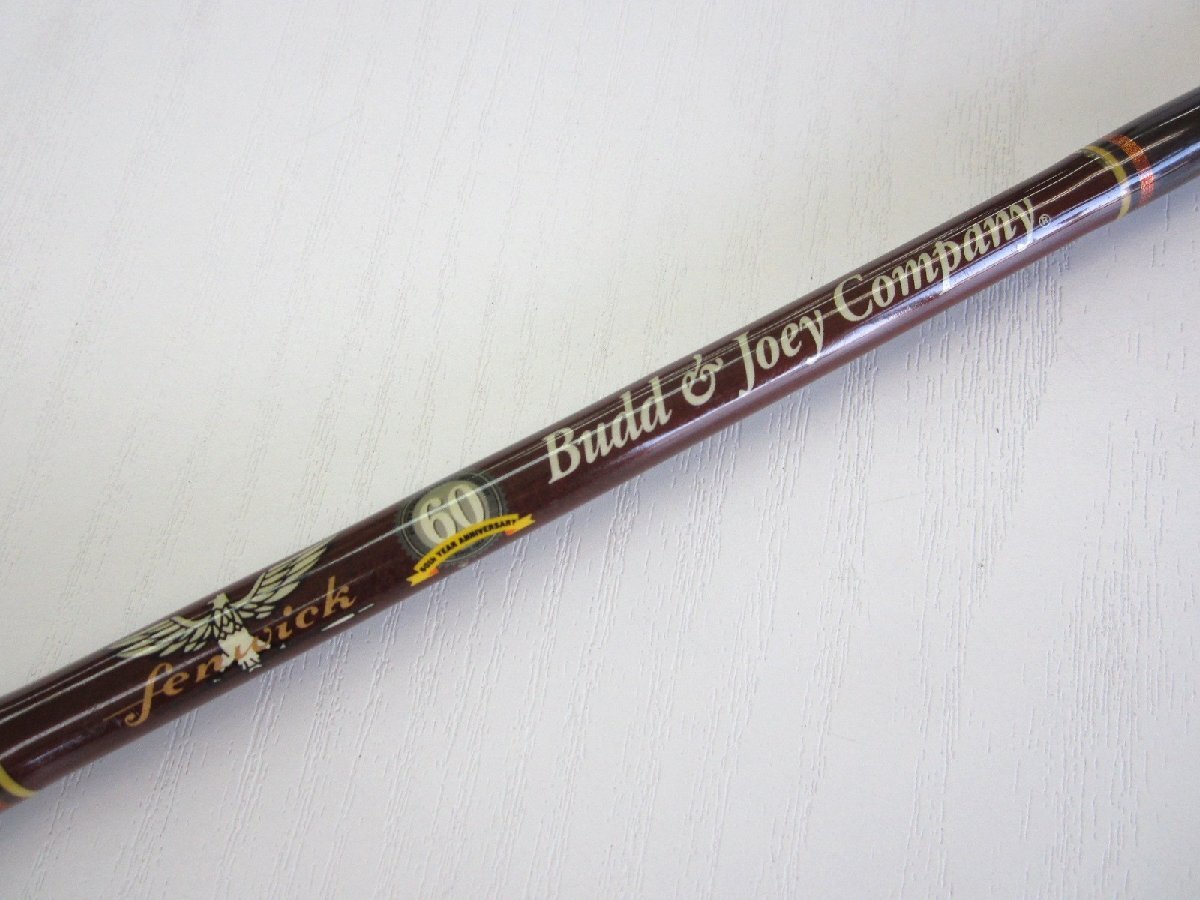 fenwick
60
60th YEAR ANNIVERSARY
Budd & Joey Company®